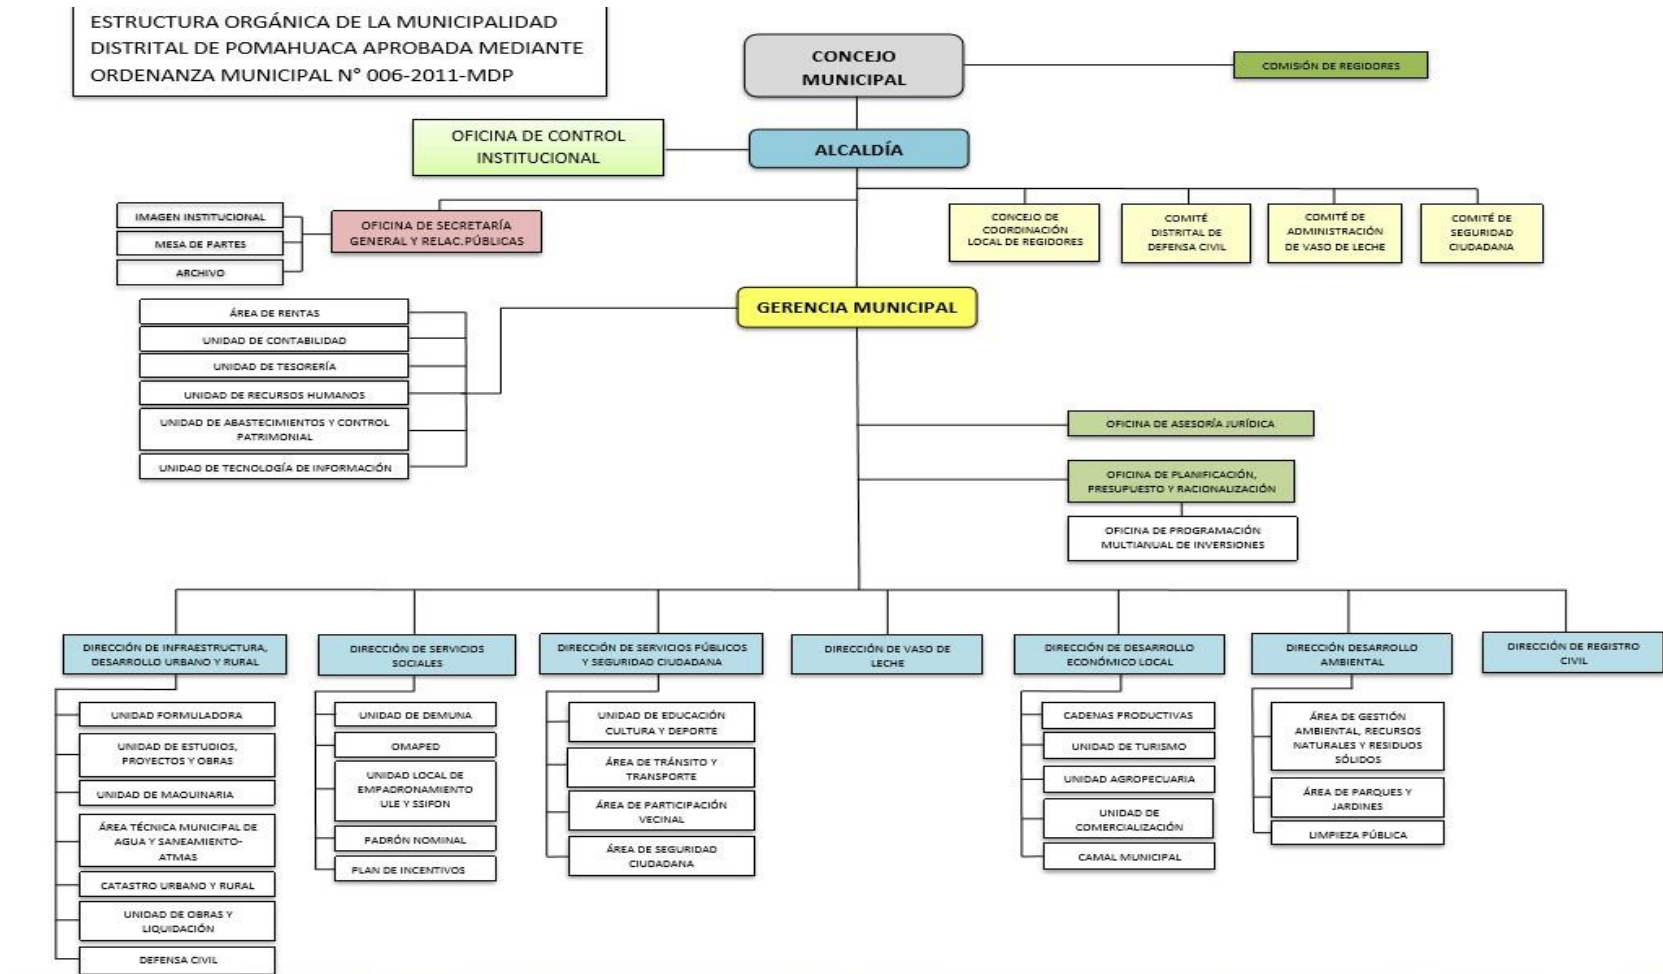 ESTRUCTURA ORGÁNICA DE LA MUNICIPALIDAD
DISTRITAL DE POMAHUACA APROBADA MEDIANTE
ORDENANZA MUNICIPAL N° 006-2011-MDP
CONCEJO
MUNICIPAL
COMISIÓN DE REGIDORES
OFICINA DE CONTROL
INSTITUCIONAL
ALCALDÍA
IMAGEN INSTITUCIONAL
MESA DE PARTES
ARCHIVO
OFICINA DE SECRETARÍA
GENERAL Y RELAC.PÚBLICAS
CONCEJO DE
COORDINACIÓN
LOCAL DE REGIDORES
COMITÉ
DISTRITAL DE
DEFENSA CIVIL
COMITÉ DE
ADMINISTRACIÓN
DE VASO DE LECHE
COMITÉ DE
SEGURIDAD
CIUDADANA
GERENCIA MUNICIPAL
ÁREA DE RENTAS
UNIDAD DE CONTABILIDAD
UNIDAD DE TESORERÍA
UNIDAD DE RECURSOS HUMANOS
UNIDAD DE ABASTECIMIENTOS Y CONTROL
PATRIMONIAL
UNIDAD DE TECNOLOGÍA DE INFORMACIÓN
OFICINA DE ASESORÍA JURÍDICA
OFICINA DE PLANIFICACIÓN,
PRESUPUESTO Y RACIONALIZACIÓN
OFICINA DE PROGRAMACIÓN
MULTIANUAL DE INVERSIONES
DIRECCIÓN DE INFRAESTRUCTURA,
DESARROLLO URBANO Y RURAL
UNIDAD FORMULADORA
UNIDAD DE ESTUDIOS,
PROYECTOS Y OBRAS
UNIDAD DE MAQUINARIA
ÁREA TÉCNICA MUNICIPAL DE
AGUA Y SANEAMIENTO-
ATMAS
CATASTRO URBANO Y RURAL
UNIDAD DE OBRAS Y
LIQUIDACIÓN
DEFENSA CIVIL
DIRECCIÓN DE SERVICIOS
SOCIALES
UNIDAD DE DEMUNA
OMAPED
UNIDAD LOCAL DE
EMPADRONAMIENTO
ULE Y SSIFON
PADRÓN NOMINAL
PLAN DE INCENTIVOS
DIRECCIÓN DE SERVICIOS PÚBLICOS
Y SEGURIDAD CIUDADANA
UNIDAD DE EDUCACIÓN
CULTURA Y DEPORTE
ÁREA DE TRÁNSITO Y
TRANSPORTE
ÁREA DE PARTICIPACIÓN
VECINAL
ÁREA DE SEGURIDAD
CIUDADANA
DIRECCIÓN DE VASO DE
LECHE
DIRECCIÓN DE DESARROLLO
ECONÓMICO LOCAL
CADENAS PRODUCTIVAS
UNIDAD DE TURISMO
UNIDAD AGROPECUARIA
UNIDAD DE
COMERCIALIZACIÓN
CAMAL MUNICIPAL
DIRECCIÓN DESARROLLO
AMBIENTAL
ÁREA DE GESTIÓN
AMBIENTAL, RECURSOS
NATURALES Y RESIDUOS
SÓLIDOS
ÁREA DE PARQUES Y
JARDINES
LIMPIEZA PÚBLICA
DIRECCIÓN DE REGISTRO
CIVIL